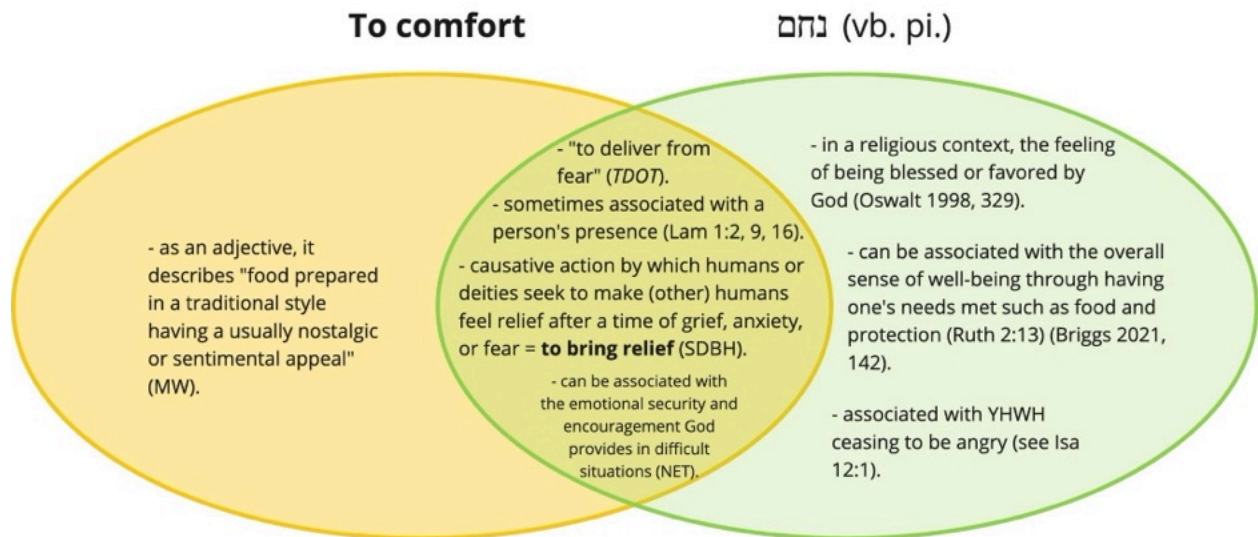 To comfort
נחם (vb. pi.)
- as an adjective, it
describes "food prepared
in a traditional style
having a usually nostalgic
or sentimental appeal"
(MW).
- "to deliver from
fear" (TDOT).
- sometimes associated with a
person's presence (Lam 1:2, 9, 16).
- causative action by which humans or
deities seek to make (other) humans
feel relief after a time of grief, anxiety,
or fear = to bring relief (SDBH).
- can be associated with
the emotional security and
encouragement God
provides in difficult
situations (NET).
- in a religious context, the feeling
of being blessed or favored by
God (Oswalt 1998, 329).
- can be associated with the overall
sense of well-being through having
one's needs met such as food and
protection (Ruth 2:13) (Briggs 2021,
142).
- associated with YHWH
ceasing to be angry (see Isa
12:1).